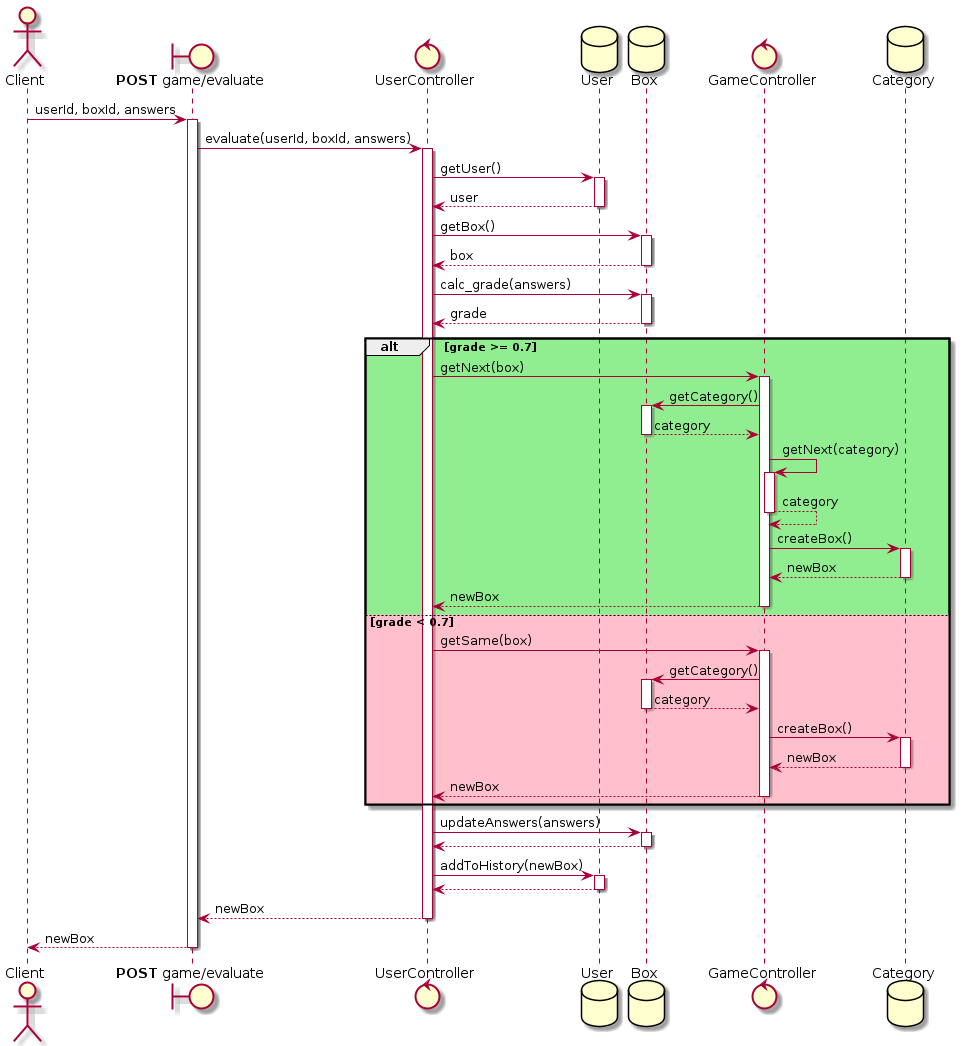 Client
POST game/evaluate
UserController
User
Box
GameController
Category
userId, boxId, answers
evaluate(userId, boxId, answers)
getUser()
user
getBox()
box
calc_grade(answers)
grade
alt
[grade >= 0.7]
getNext(box)
getCategory()
category
getNext(category)
category
createBox()
newBox
newBox
[grade < 0.7]
getSame(box)
getCategory()
category
createBox()
newBox
newBox
updateAnswers(answers)
addToHistory(newBox)
newBox
newBox
Client
POST game/evaluate
UserController
User
Box
GameController
Category